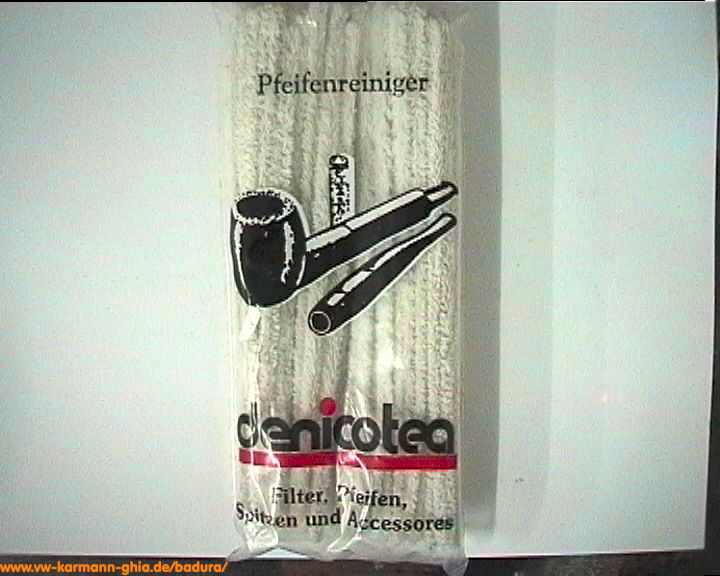 Pfeifenreiniger
denicotea
Filter, Pfeifen,
Spitzen und Accessores
www.vw-karmann-ghia.de/badura/